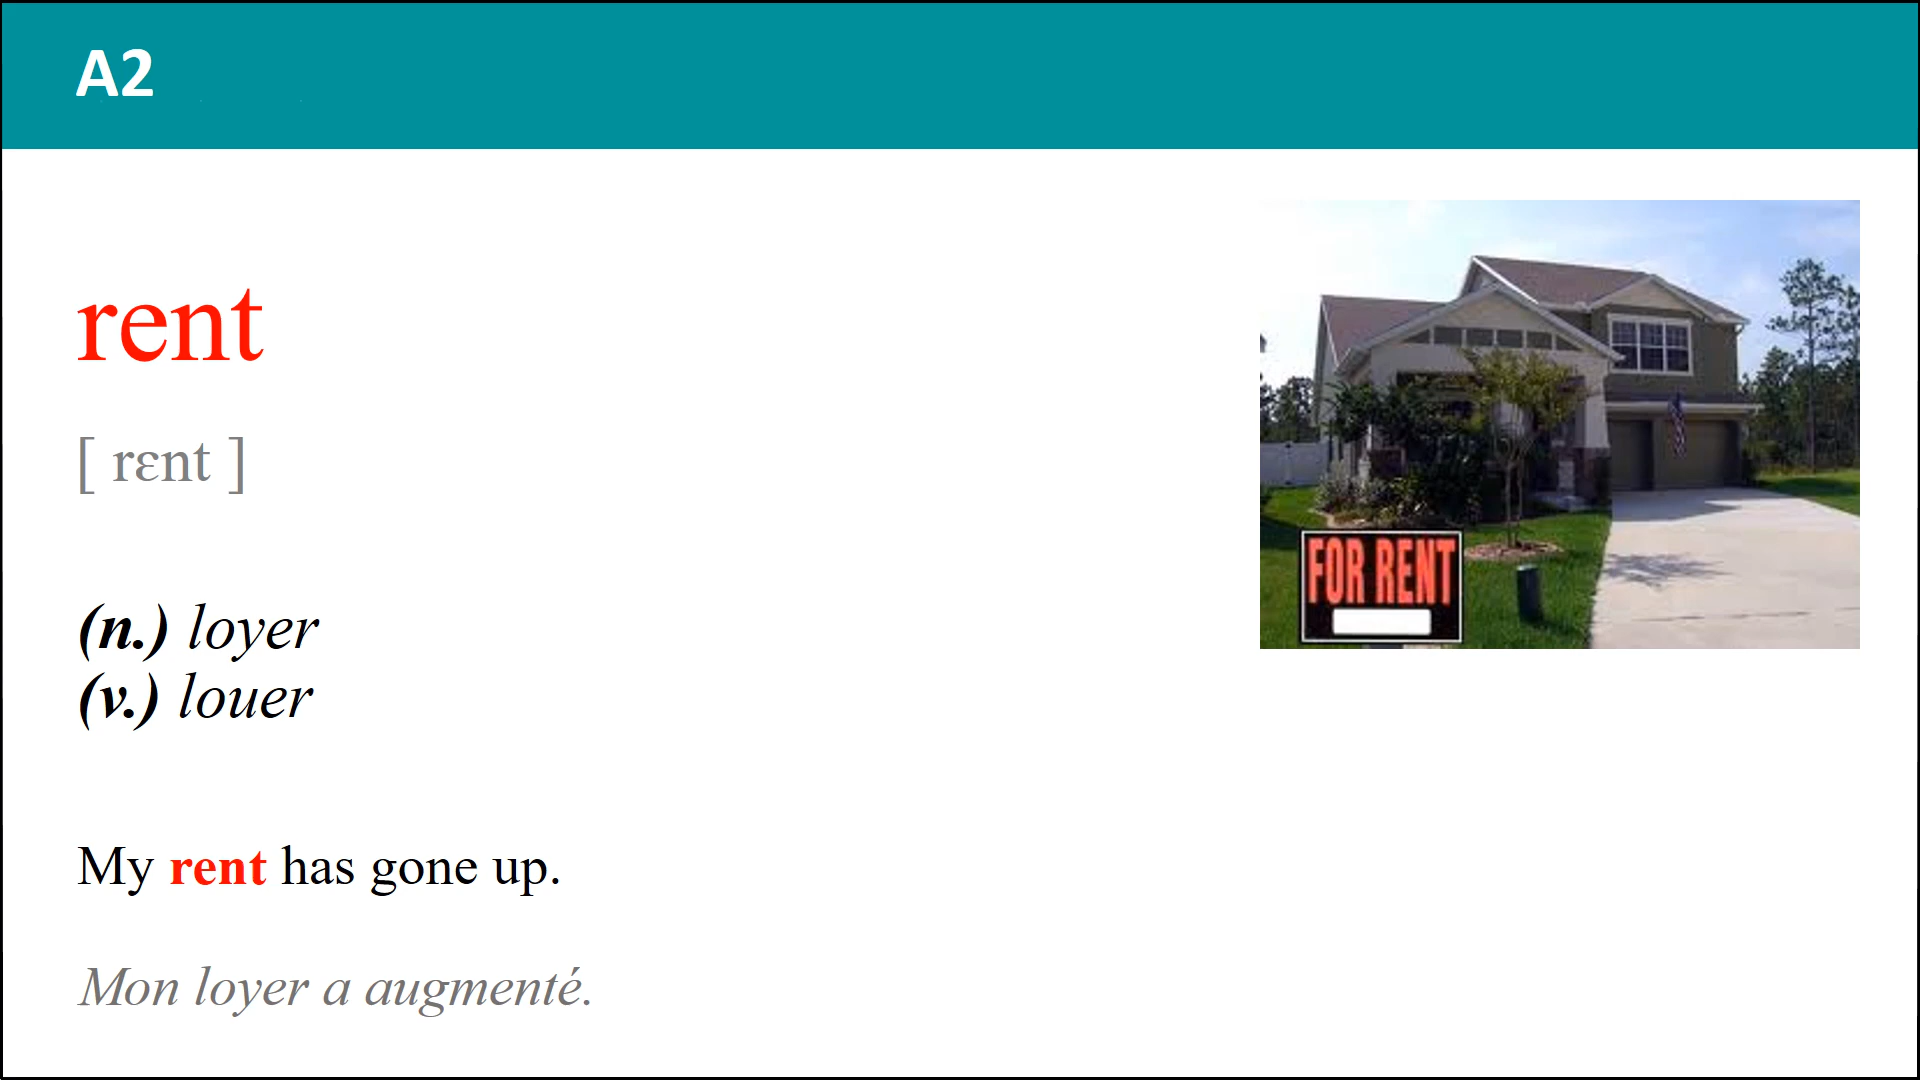 A2
rent
[ rɛnt ]
(n.) loyer
(v.) louer
My rent has gone up.
Mon loyer a augmenté.
FOR RENT